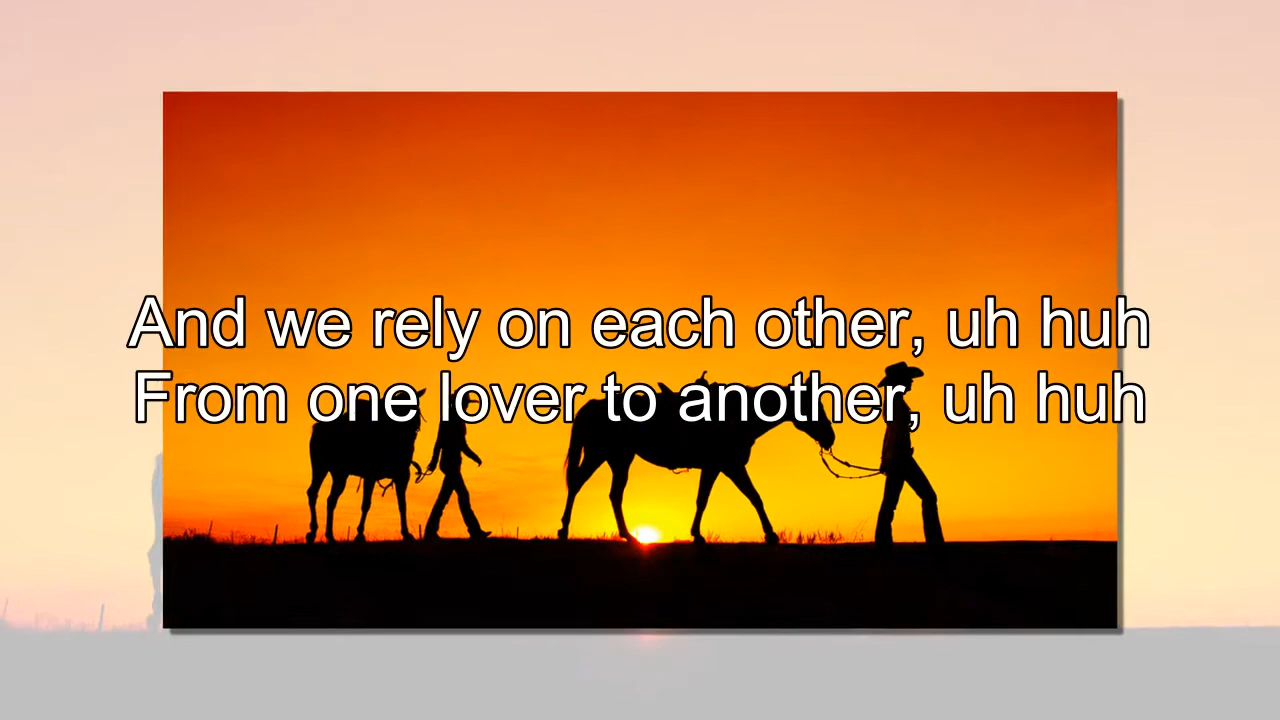 And we rely on each other, uh huh
From one lover to another, uh huh